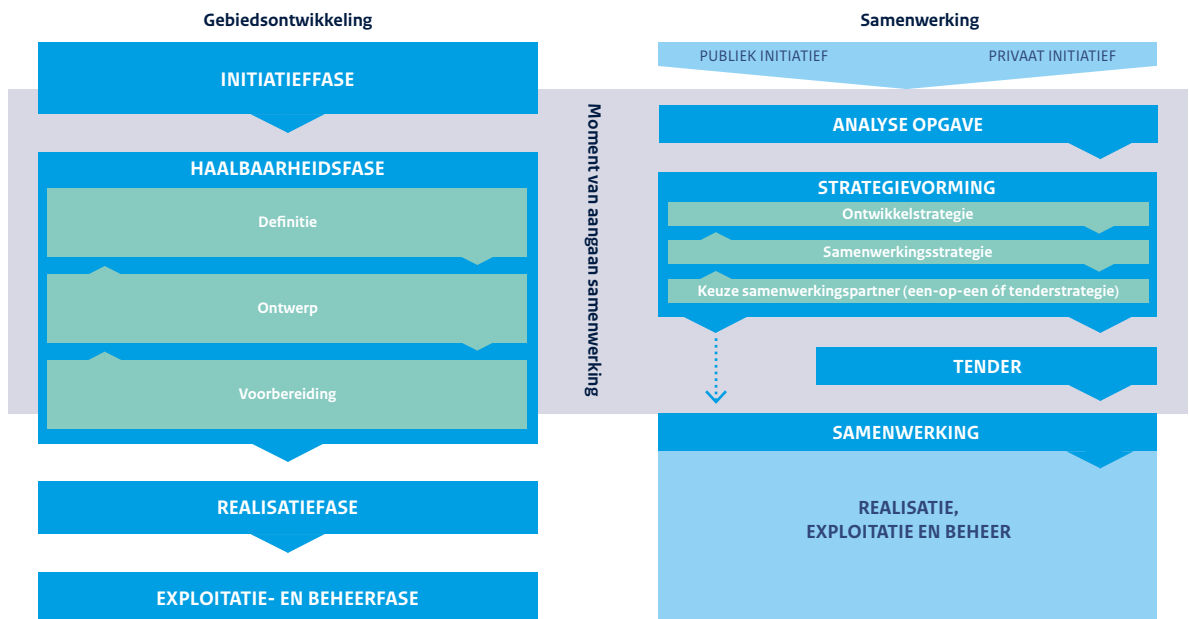 Gebiedsontwikkeling
INITIATIEFFASE
HAALBAARHEIDSFASE
Definitie
Ontwerp
Voorbereiding
REALISATIEFASE
EXPLOITATIE- EN BEHEERFASE
Moment van aangaan samenwerking
Samenwerking
PUBLIEK INITIATIEF
PRIVAAT INITIATIEF
ANALYSE OPGAVE
STRATEGIEVORMING
Ontwikkelstrategie
Samenwerkingsstrategie
Keuze samenwerkingspartner (een-op-een óf tenderstrategie)
TENDER
SAMENWERKING
REALISATIE,
EXPLOITATIE EN BEHEER